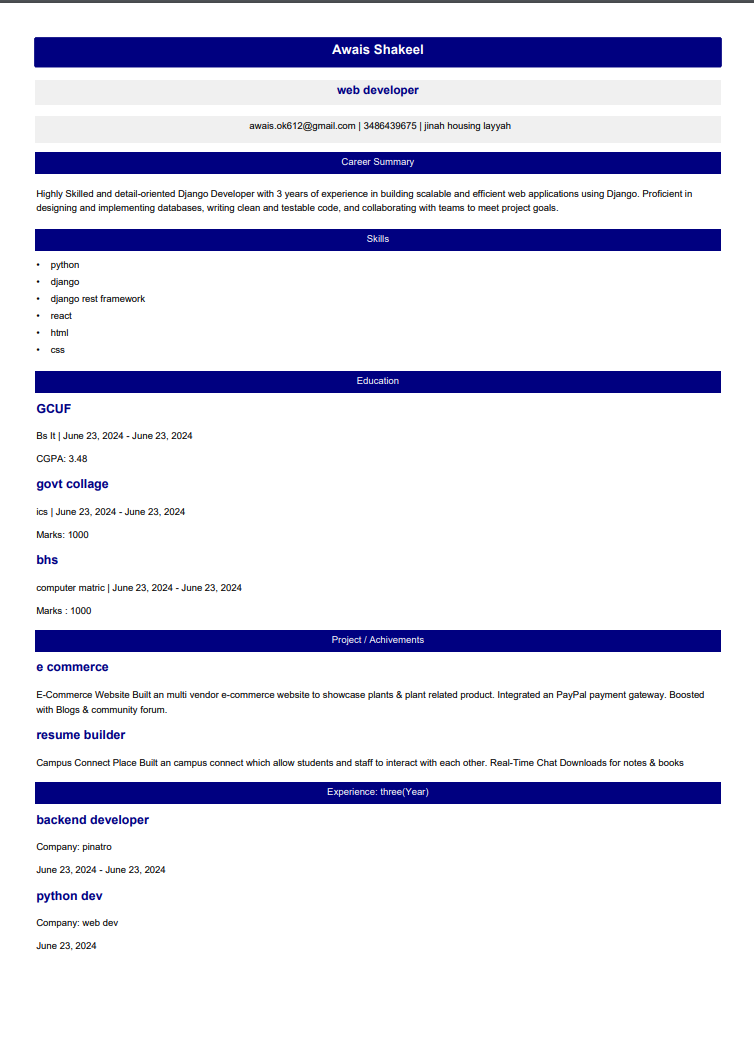 Awais Shakeel
web developer
awais.ok612@gmail.com | 3486439675 | jinah housing layyah
Career Summary
Highly Skilled and detail-oriented Django Developer with 3 years of experience in building scalable and efficient web applications using Django. Proficient in
designing and implementing databases, writing clean and testable code, and collaborating with teams to meet project goals.
Skills
• python
• django
• django rest framework
• react
• html
• css
Education
GCUF
Bs It | June 23, 2024 - June 23, 2024
CGPA: 3.48
govt collage
ics | June 23, 2024 - June 23, 2024
Marks: 1000
bhs
computer matric | June 23, 2024 - June 23, 2024
Marks : 1000
Project / Achivements
e commerce
E-Commerce Website Built an multi vendor e-commerce website to showcase plants & plant related product. Integrated an PayPal payment gateway. Boosted
with Blogs & community forum.
resume builder
Campus Connect Place Built an campus connect which allow students and staff to interact with each other. Real-Time Chat Downloads for notes & books
Experience: three(Year)
backend developer
Company: pinatro
June 23, 2024 - June 23, 2024
python dev
Company: web dev
June 23, 2024